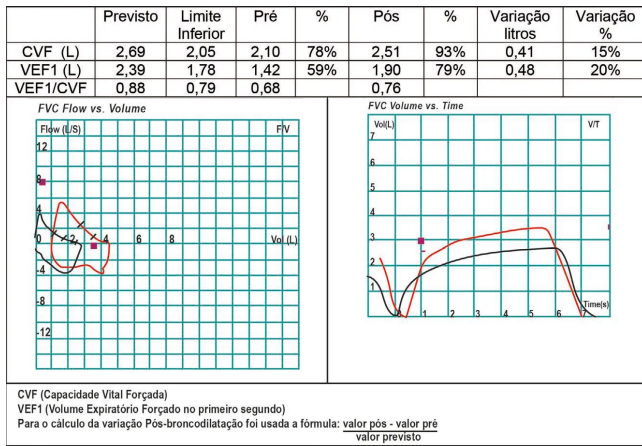 Previsto Limite Inferior Pré % Pós % Variação litros Variação %
CVF (L) 2,69 2,05 2,10 78% 2,51 93% 0,41 15%
VEF1 (L) 2,39 1,78 1,42 59% 1,90 79% 0,48 20%
VEF1/CVF 0,88 0,79 0,68 0,76
FVC Flow vs. Volume
Flow (L/S) F/V
12
8
4
0 2 4 6 8 Vol (L)
-4
-8
-12
FVC Volume vs. Time
Vol(L) V/T
7
6
5
4
3
2
1
Time(s)
0 1 2 3 4 5 6 7
CVF (Capacidade Vital Forçada)
VEF1 (Volume Expiratório Forçado no primeiro segundo)
Para o cálculo da variação Pós-broncodilatação foi usada a fórmula: valor pós - valor pré
valor previsto